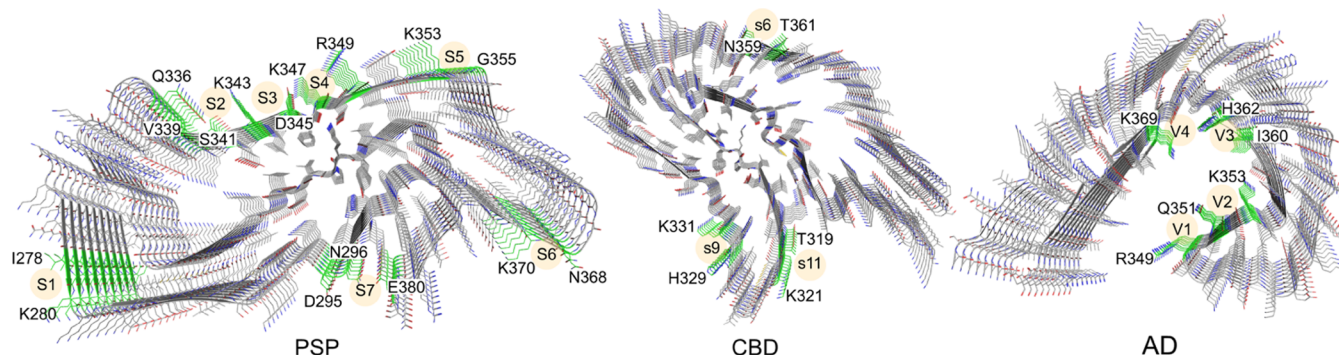 s6 T361
N359
K353
S5
G355
R349
K347
S4
Q336
K343
S2
S3
V339
S341
D345
H362
K369
V4
V3
I360
K353
V2
Q351
V1
R349
K331
s9
H329
T319
s11
K321
N296
I278
S1
K280
D295
S7
E380
K370
S6
N368
PSP
CBD
AD